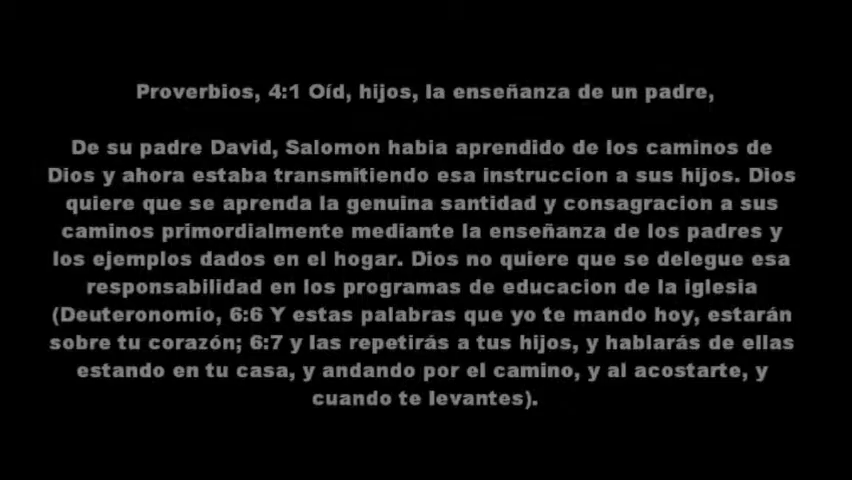 Proverbios, 4:1 Oíd, hijos, la enseñanza de un padre,
De su padre David, Salomon habia aprendido de los caminos de
Dios y ahora estaba transmitiendo esa instruccion a sus hijos. Dios
quiere que se aprenda la genuina santidad y consagracion a sus
caminos primordialmente mediante la enseñanza de los padres y
los ejemplos dados en el hogar. Dios no quiere que se delegue esa
responsabilidad en los programas de educacion de la iglesia
(Deuteronomio, 6:6 Y estas palabras que yo te mando hoy, estarán
sobre tu corazón; 6:7 y las repetirás a tus hijos, y hablarás de ellas
estando en tu casa, y andando por el camino, y al acostarte, y
cuando te levantes).